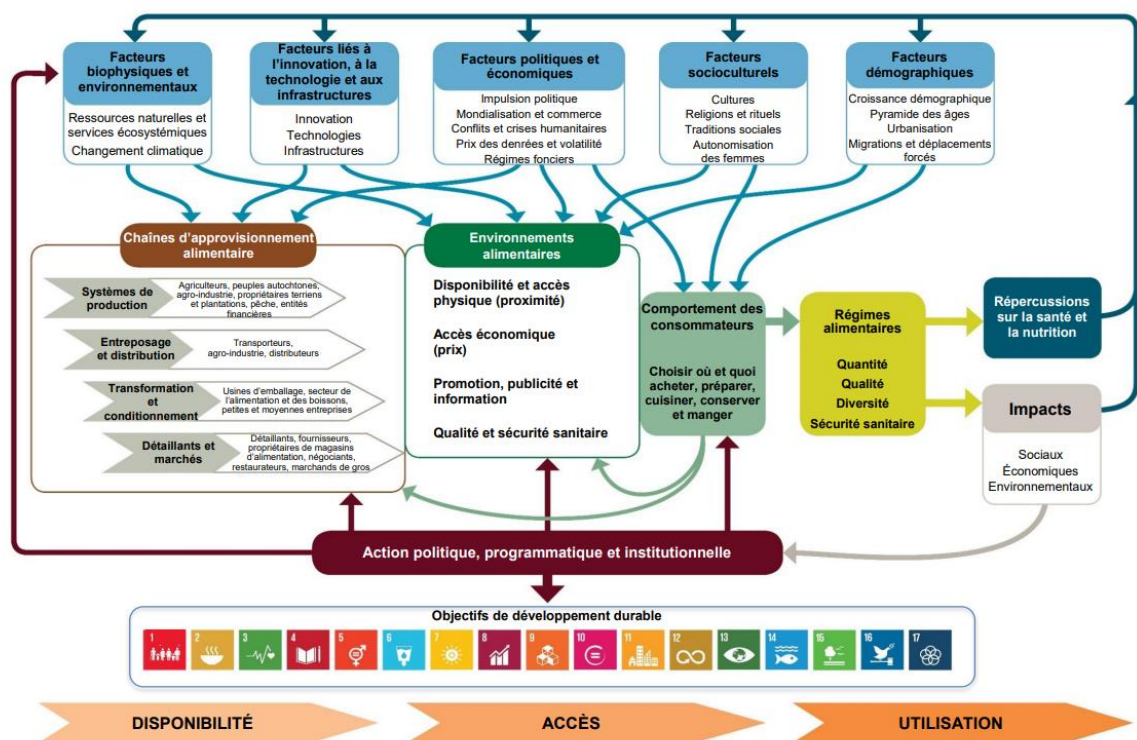 Facteurs
biophysiques et
environnementaux
Ressources naturelles et
services écosystémiques
Changement climatique
Facteurs liés à
l'innovation, à la
technologie et aux
infrastructures
Innovation
Technologies
Infrastructures
Facteurs politiques et
économiques
Impulsion politique
Mondialisation et commerce
Conflits et crises humanitaires
Prix des denrées et volatilité
Régimes fonciers
Facteurs
socioculturels
Cultures
Religions et rituels
Traditions sociales
Autonomisation
des femmes
Facteurs
démographiques
Croissance démographique
Pyramide des âges
Urbanisation
Migrations et déplacements
forcés
Chaînes d'approvisionnement
alimentaire
Systèmes de
production
Agriculteurs, peuples autochtones,
agro-industrie, propriétaires terriens
et plantations, pêche, entités
financières
Entreposage
et distribution
Transporteurs,
agro-industrie, distributeurs
Transformation
et
conditionnement
Usines d'emballage, secteur de
l'alimentation et des boissons,
petites et moyennes entreprises
Détaillants et
marchés
Détaillants, fournisseurs,
propriétaires de magasins
d'alimentation, négociants,
restaurateurs, marchands de gros
Environnements
alimentaires
Disponibilité et accès
physique (proximité)
Accès économique
(prix)
Promotion, publicité et
information
Qualité et sécurité sanitaire
Comportement des
consommateurs
Choisir où et quoi
acheter, préparer,
cuisiner, conserver
et manger
Régimes
alimentaires
Quantité
Qualité
Diversité
Sécurité sanitaire
Répercussions
sur la santé et
la nutrition
Impacts
Sociaux
Économiques
Environnementaux
Action politique, programmatique et institutionnelle
Objectifs de développement durable
1 2 3 4 5 6 7 8 9 10 11 12 13 14 15 16 17
DISPONIBILITÉ
ACCÈS
UTILISATION